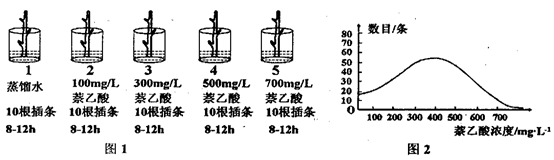 1 2 3 4 5
蒸馏水 100mg/L 300mg/L 500mg/L 700mg/L
萘乙酸 萘乙酸 萘乙酸 萘乙酸
10根插条 10根插条 10根插条 10根插条 10根插条
8-12h 8-12h 8-12h 8-12h 8-12h
图1
数目/条
80
70
60
50
40
30
20
10
0
100 200 300 400 500 600 700
萘乙酸浓度/mg·L-1
图2